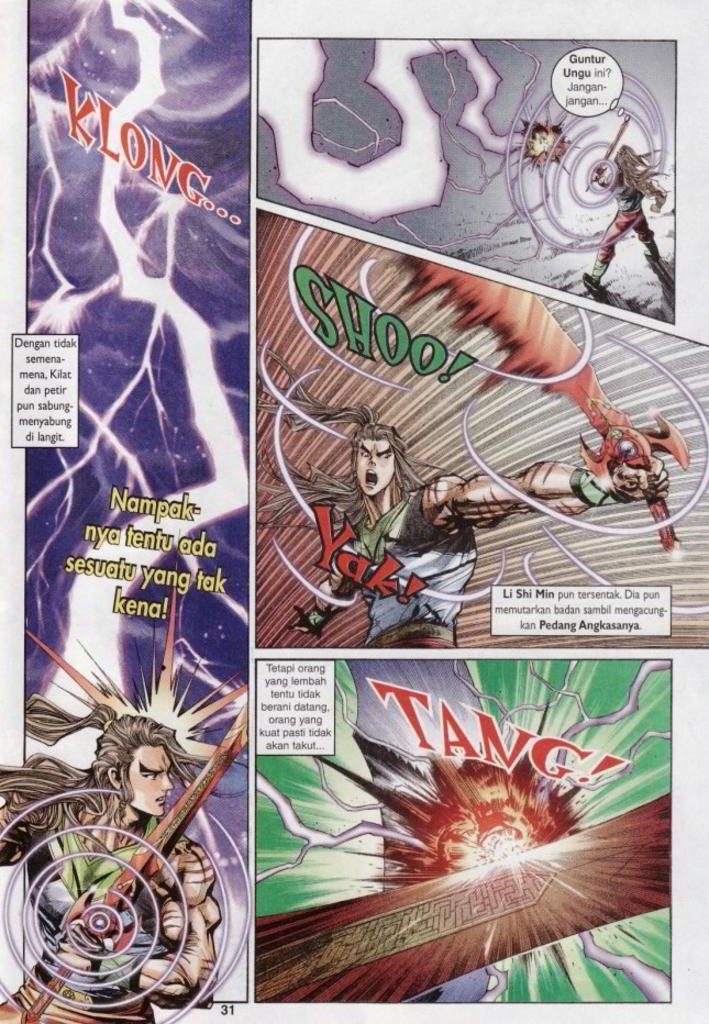 KLONG...
Dengan tidak
semena-
mena, Kilat
dan petir
pun sabung-
menyabung
di langit.
Nampak-
nya tentu ada
sesuatu yang tak
kena!
Guntur
Ungu ini?
Jangan-
jangan...
SHOO!
Yak!
Li Shi Min pun tersentak. Dia pun
memutarkan badan sambil mengacung-
kan Pedang Angkasanya.
Tetapi orang
yang lembah
tentu tidak
berani datang,
orang yang
kuat pasti tidak
akan takut...
TANG!
31